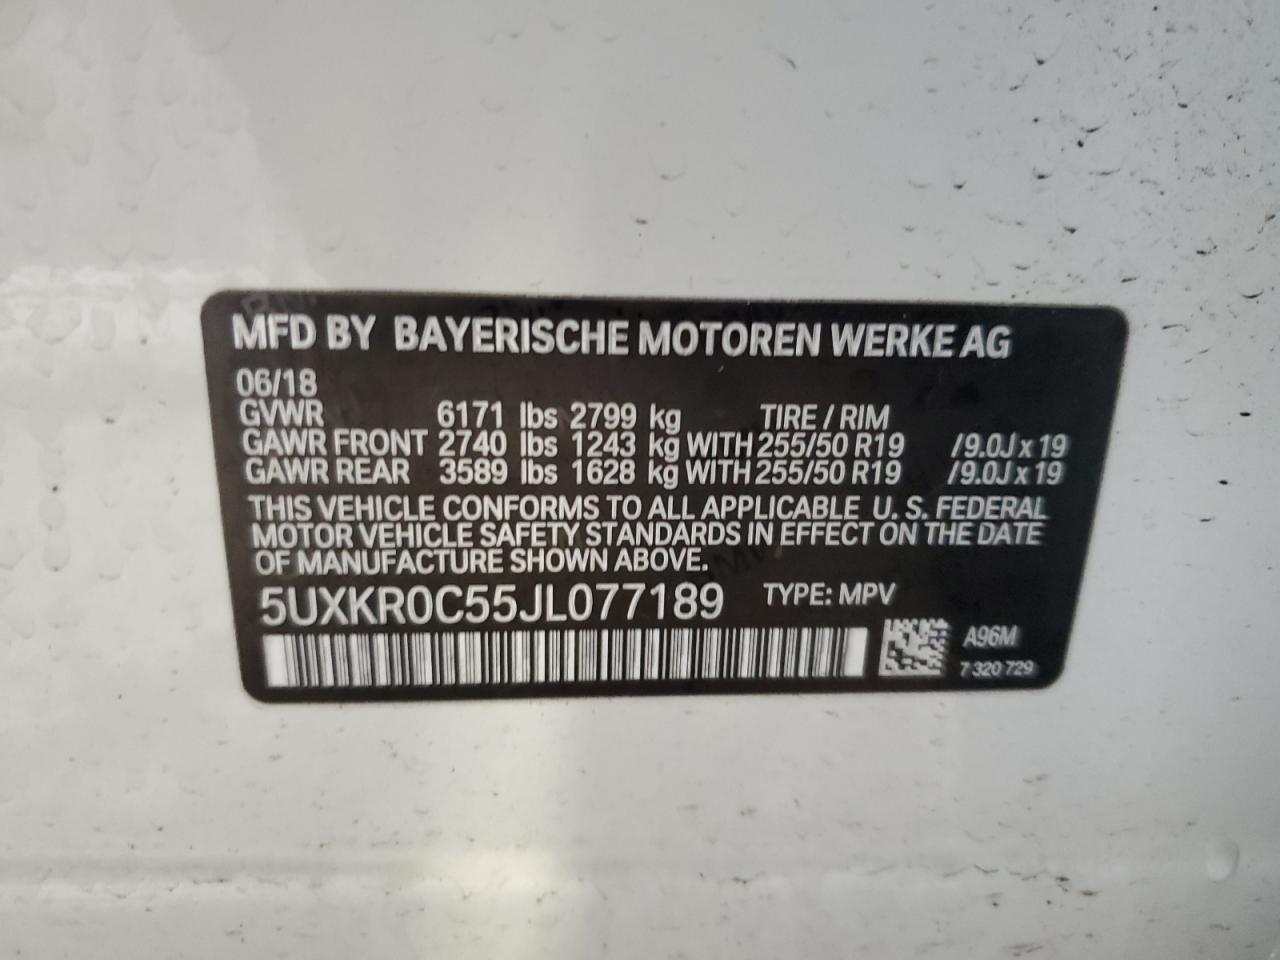 MFD BY BAYERISCHE MOTOREN WERKE AG
06/18
GVWR 6171 lbs 2799 kg TIRE / RIM
GAWR FRONT 2740 lbs 1243 kg WITH 255/50 R19 /9.0J x 19
GAWR REAR 3589 lbs 1628 kg WITH 255/50 R19 /9.0J x 19
THIS VEHICLE CONFORMS TO ALL APPLICABLE U. S. FEDERAL
MOTOR VEHICLE SAFETY STANDARDS IN EFFECT ON THE DATE
OF MANUFACTURE SHOWN ABOVE.
5UXKR0C55JL077189 TYPE: MPV
A96M
7 320 729